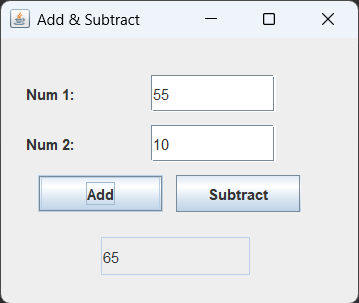 Add & Subtract
Num 1: 55
Num 2: 10
Add Subtract
65